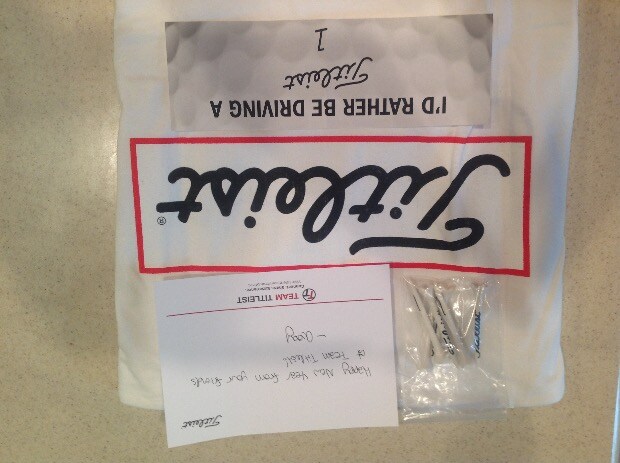 Titleist
Happy New Year from your friends
@ Team Titleist!
TEAM TITLEIST
Titleist®
I'D RATHER BE DRIVING A
Titleist
1